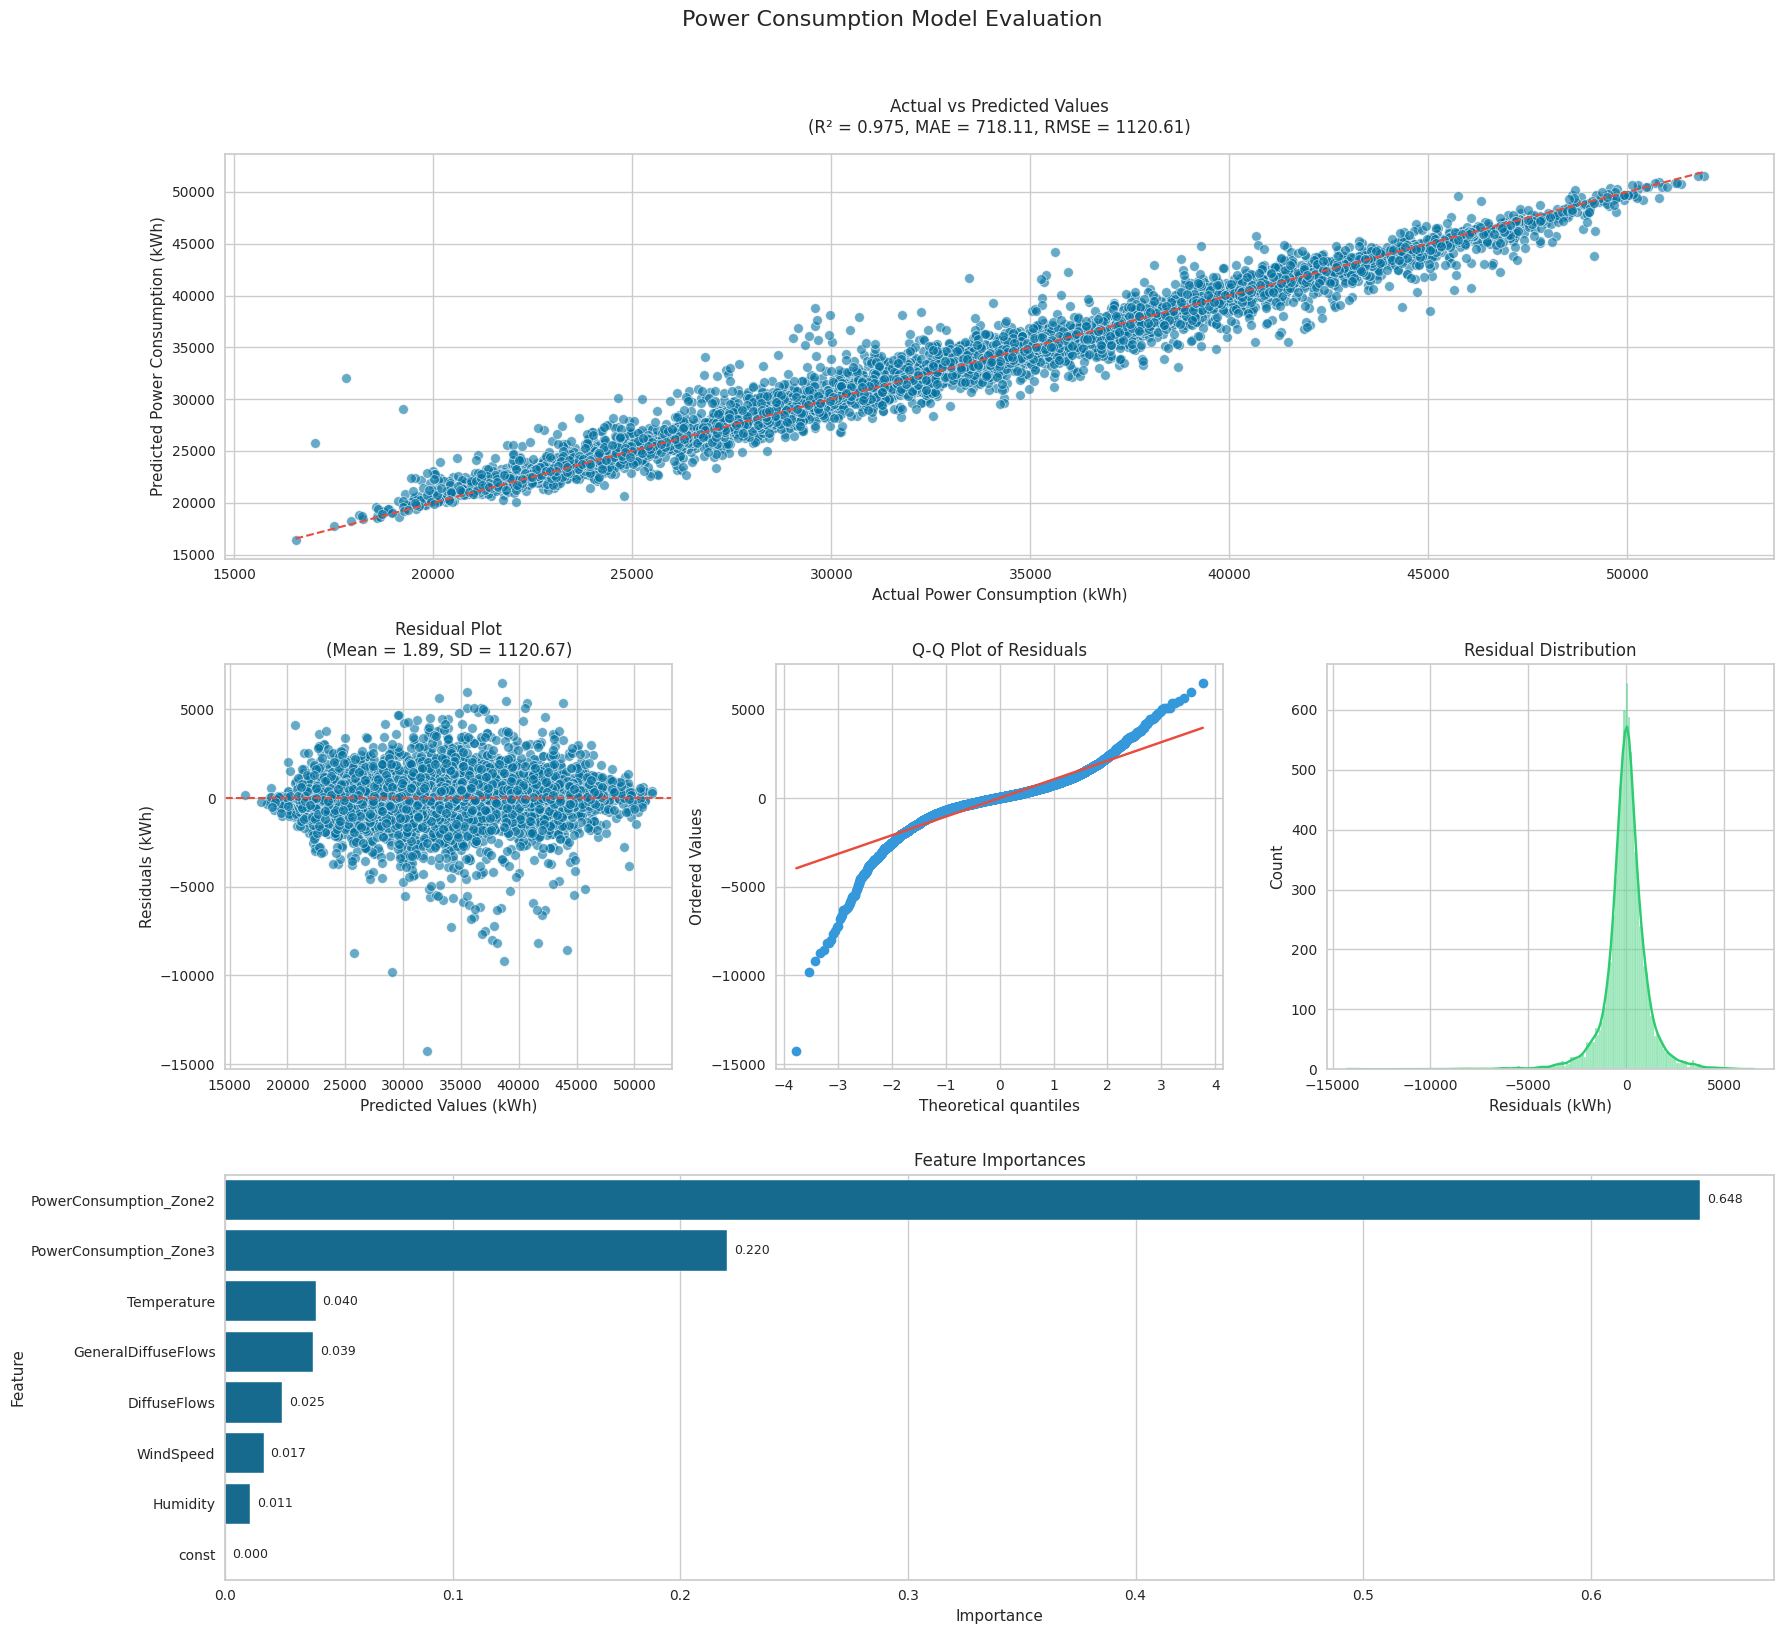 Power Consumption Model Evaluation
Actual vs Predicted Values
(R² = 0.975, MAE = 718.11, RMSE = 1120.61)
Predicted Power Consumption (kWh)
50000
45000
40000
35000
30000
25000
20000
15000
15000 20000 25000 30000 35000 40000 45000 50000
Actual Power Consumption (kWh)
Residual Plot
(Mean = 1.89, SD = 1120.67)
Residuals (kWh)
5000
0
−5000
−10000
−15000
15000 20000 25000 30000 35000 40000 45000 50000
Predicted Values (kWh)
Q-Q Plot of Residuals
Ordered Values
5000
0
−5000
−10000
−15000
−4 −3 −2 −1 0 1 2 3 4
Theoretical quantiles
Residual Distribution
Count
600
500
400
300
200
100
0
−15000 −10000 −5000 0 5000
Residuals (kWh)
Feature Importances
Feature
PowerConsumption_Zone2 0.648
PowerConsumption_Zone3 0.220
Temperature 0.040
GeneralDiffuseFlows 0.039
DiffuseFlows 0.025
WindSpeed 0.017
Humidity 0.011
const 0.000
0.0 0.1 0.2 0.3 0.4 0.5 0.6
Importance